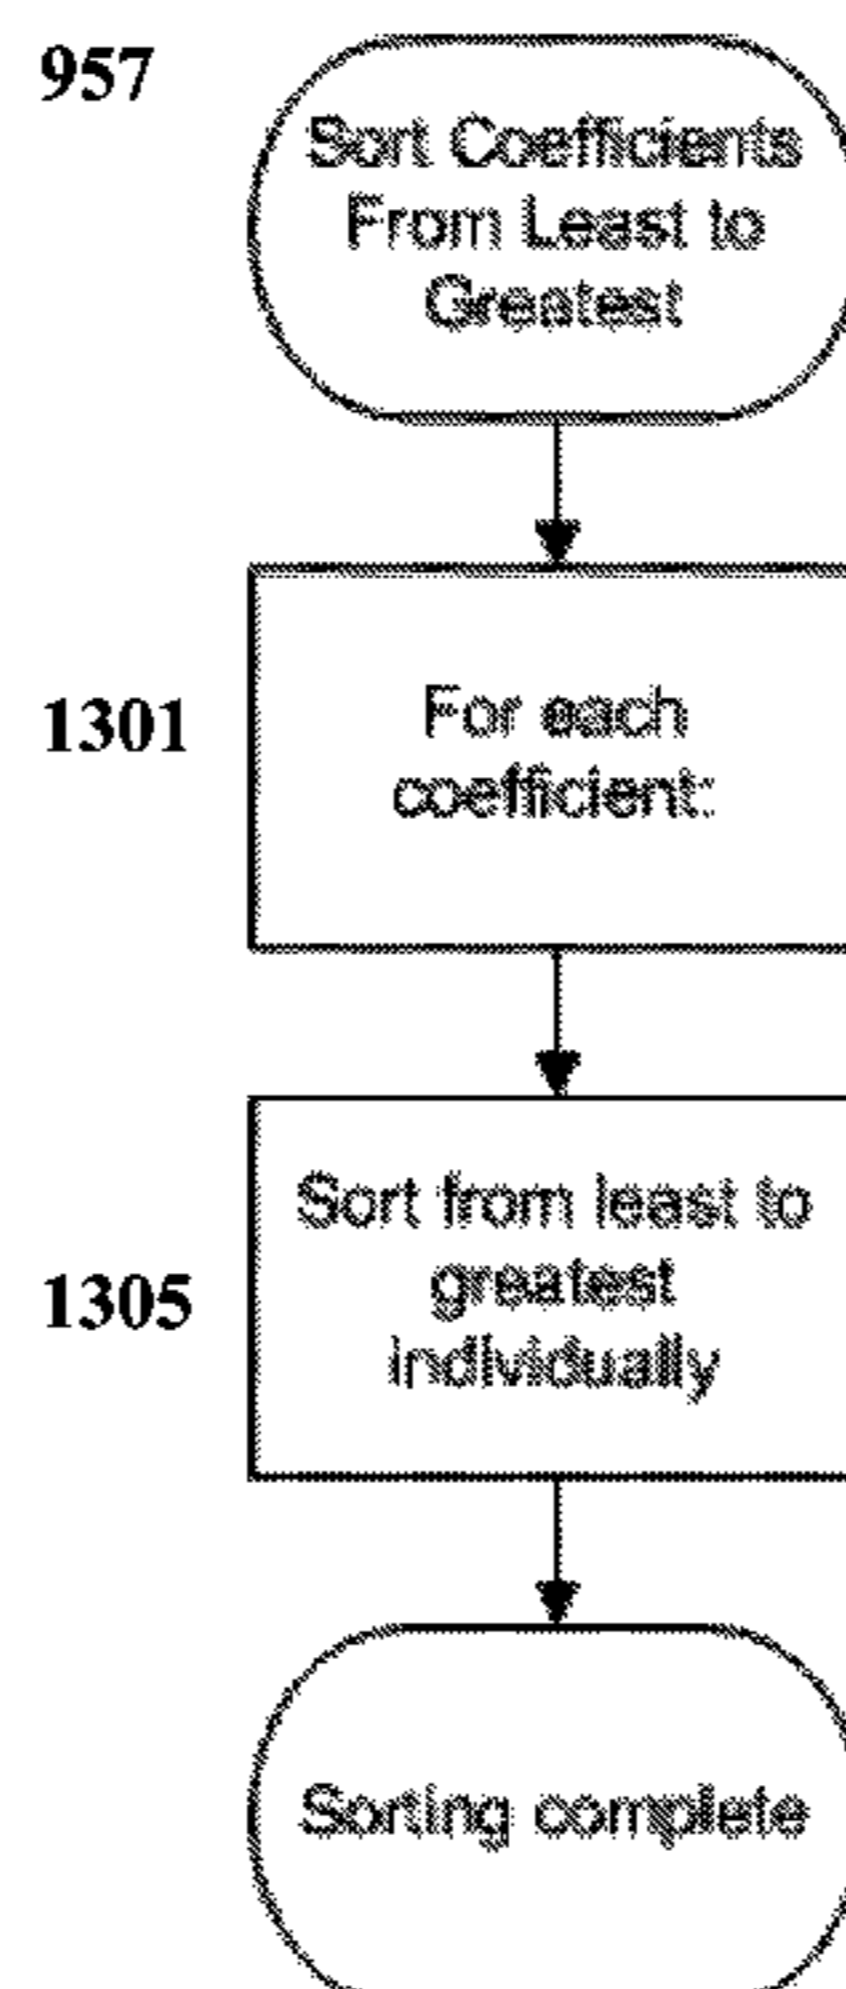 957
Sort Coefficients
From Least to
Greatest
1301
For each
coefficient:
1305
Sort from least to
greatest
individually
Sorting complete